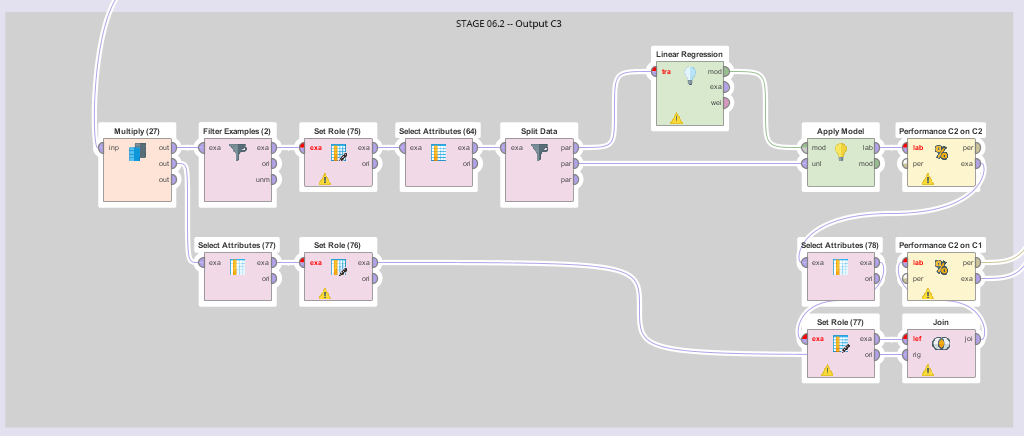 STAGE 06.2 -- Output C3
Linear Regression
tra mod
exa
wei
Multiply (27)
inp out
out
out
Filter Examples (2)
exa exa
ori
unm
Set Role (75)
exa exa
ori
Select Attributes (64)
exa exa
ori
Split Data
exa par
par
par
Apply Model
mod lab
unl mod
Performance C2 on C2
lab per
per exa
Select Attributes (77)
exa exa
ori
Set Role (76)
exa exa
ori
Select Attributes (78)
exa exa
ori
Performance C2 on C1
lab per
per exa
Set Role (77)
exa exa
ori
Join
lef joi
rig